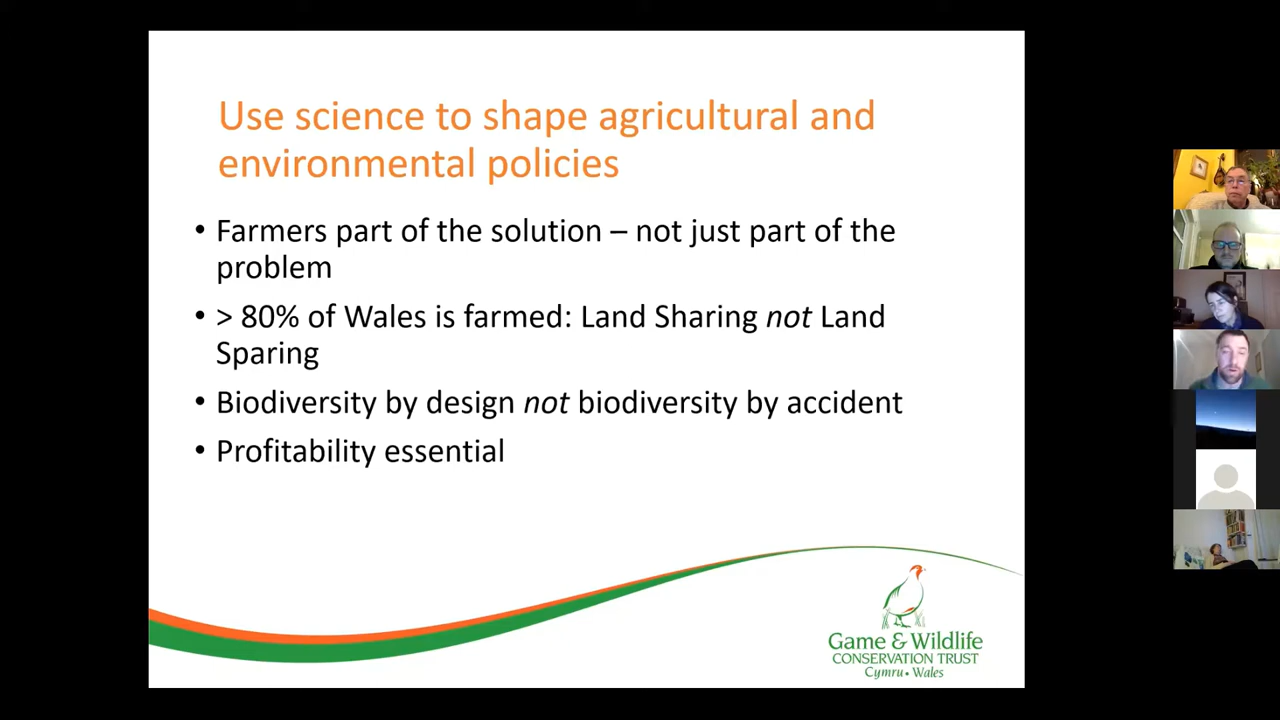 Use science to shape agricultural and
environmental policies
• Farmers part of the solution – not just part of the
problem
• > 80% of Wales is farmed: Land Sharing not Land
Sparing
• Biodiversity by design not biodiversity by accident
• Profitability essential
Game & Wildlife
CONSERVATION TRUST
Cymru • Wales